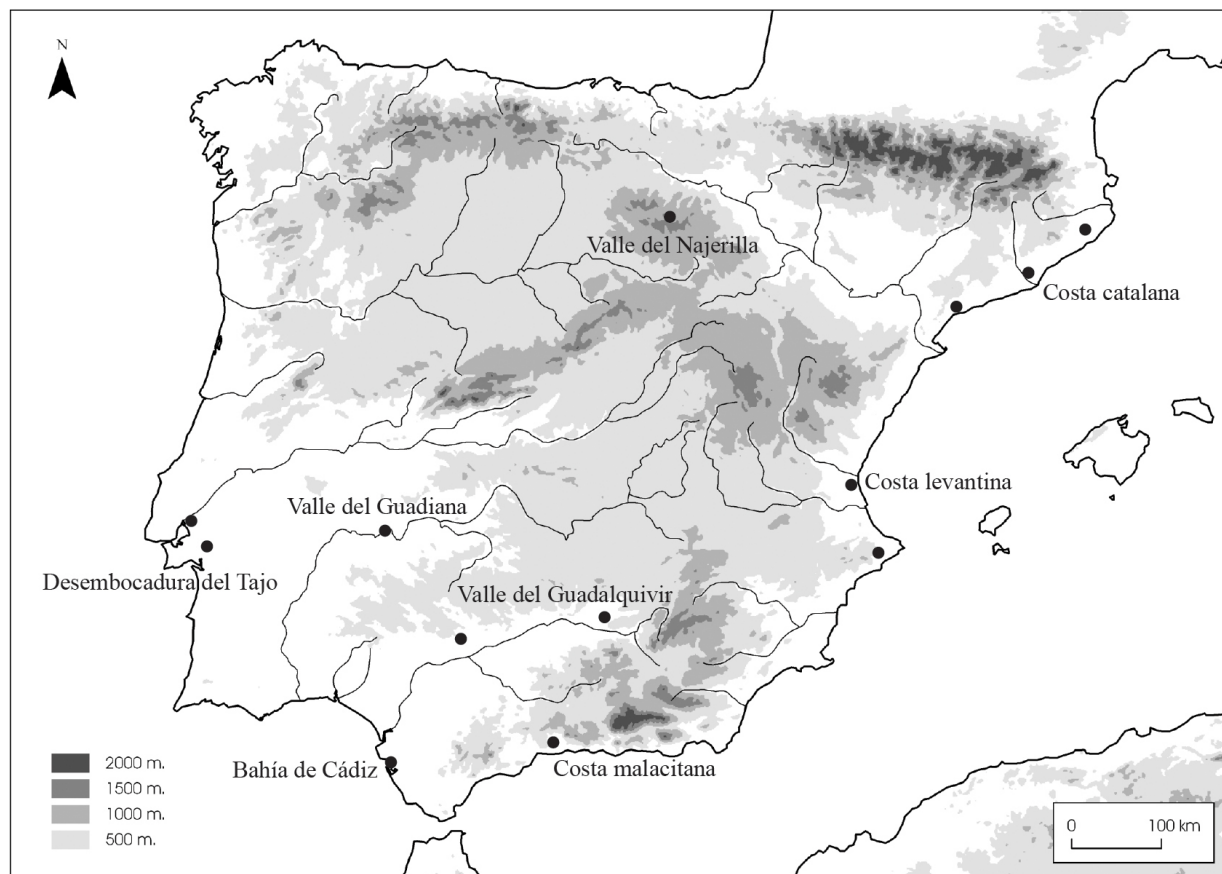 N
Valle del Najerilla
Costa catalana
Costa levantina
Valle del Guadiana
Desembocadura del Tajo
Valle del Guadalquivir
Bahía de Cádiz
Costa malacitana
2000 m.
1500 m.
1000 m.
500 m.
0 100 km